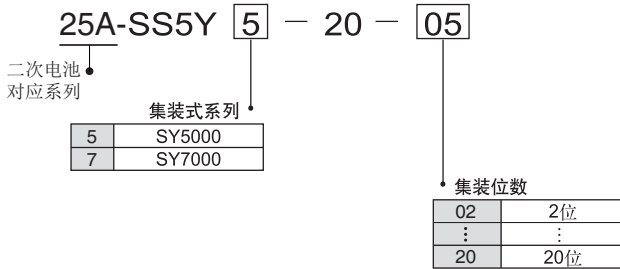 25A-SS5Y 5 － 20 － 05
二次电池
对应系列
集装式系列
5 SY5000
7 SY7000
集装位数
02 2位
⋮ ⋮
20 20位